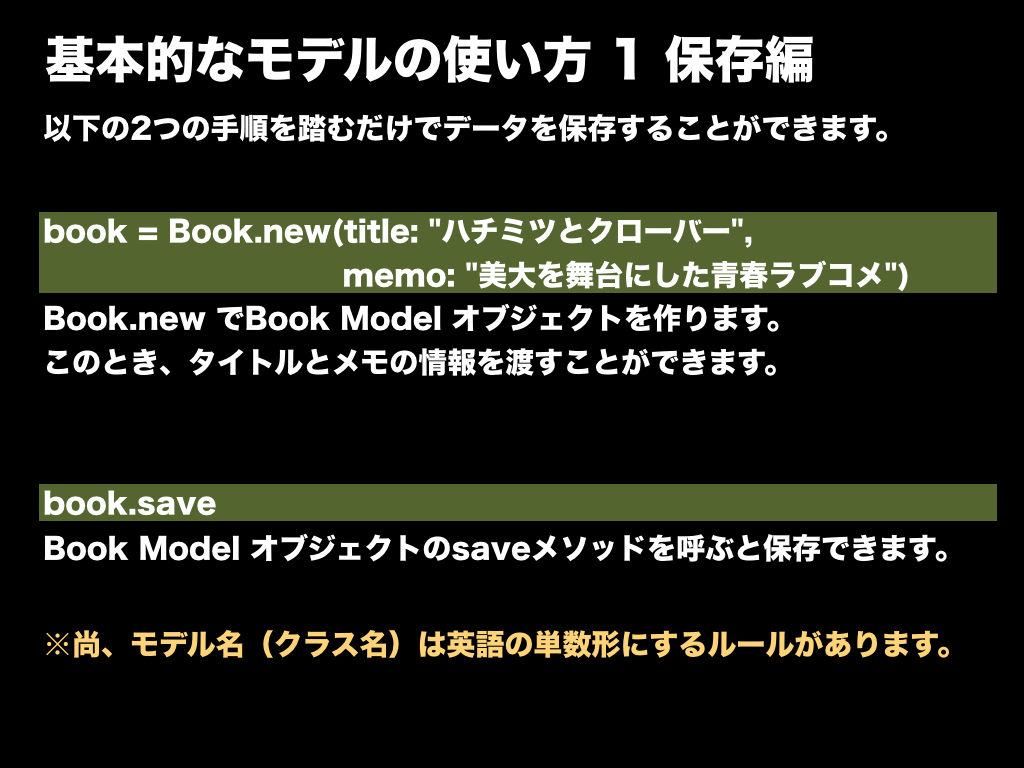 基本的なモデルの使い方 1 保存編
以下の2つの手順を踏むだけでデータを保存することができます。
book = Book.new(title: "ハチミツとクローバー",
memo: "美大を舞台にした青春ラブコメ")
Book.new でBook Model オブジェクトを作ります。
このとき、タイトルとメモの情報を渡すことができます。
book.save
Book Model オブジェクトのsaveメソッドを呼ぶと保存できます。
※尚、モデル名（クラス名）は英語の単数形にするルールがあります。